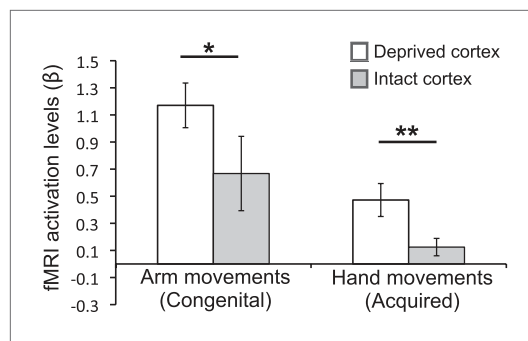 fMRI activation levels (β)
1.5
1.3
1.1
0.9
0.7
0.5
0.3
0.1
-0.1
-0.3
*
**
Deprived cortex
Intact cortex
Arm movements
(Congenital)
Hand movements
(Acquired)